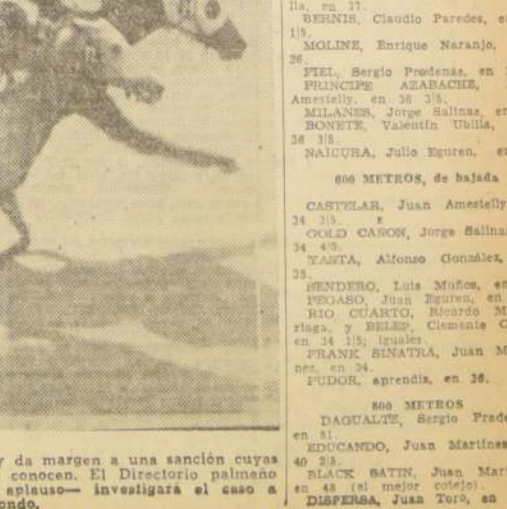 y da margen a una sanción cuyas
conocen. El Directorio palmeño
aplauso— investigará el caso a
ondo.
lla, en 37.
BERNIS, Claudio Paredes, e
1|5.
MOLINE, Enrique Naranjo,
36.
FIEL, Sergio Prodenas, en
PRINCIPE AZABACHE,
Amestelly, en 36 3|5.
MILANES, Jorge Salinas, en
BONETE, Valentín Ubilla,
36 3|5.
NAICURA, Julio Eguren, en
600 METROS, de bajada
CASTELAR, Juan Amestelly
34 3|5.
GOLD CAÑON, Jorge Salinas
34 4|5.
YASTA, Alfonso González,
35.
SENDERO, Luis Muñoz, en
PEGASO, Juan Eguren, en
RIO CUARTO, Ricardo M
riaga, y BELEP, Clemente C
en 34 1|5; iguales.
FRANK SINATRA, Juan M
nez, en 34.
PUDOR, aprendiz, en 36.
800 METROS
DAGUALTE, Sergio Prade
en 51.
EDUCANDO, Juan Martínez
49 2|5.
BLACK SATIN, Juan Mar
en 48 (el mejor cotejo).
DISPERSA, Juan Toro, en